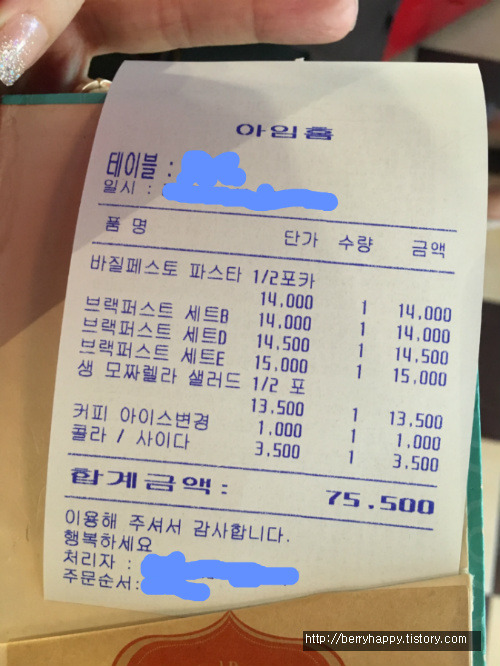 아임홈
테이블 :
일시 :
품 명 단가 수량 금액
바질페스토 파스타 1/2포카
14,000 1 14,000
브랙퍼스트 세트B 14,000 1 14,000
브랙퍼스트 세트D 14,500 1 14,500
브랙퍼스트 세트E 15,000 1 15,000
생 모짜렐라 샐러드 1/2 포
13,500 1 13,500
커피 아이스변경 1,000 1 1,000
콜라 / 사이다 3,500 1 3,500
합계금액: 75,500
이용해 주셔서 감사합니다.
행복하세요
처리자 :
주문순서:
http://berryhappy.tistory.com